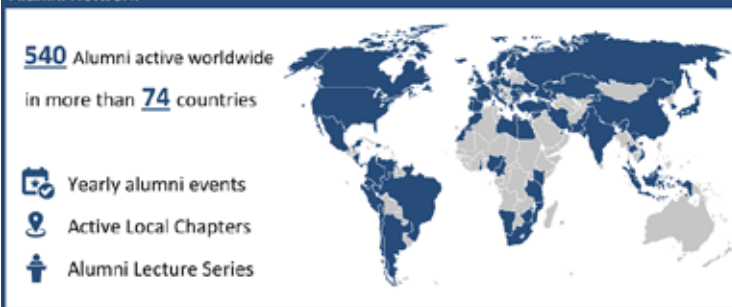 540 Alumni active worldwide
in more than 74 countries
Yearly alumni events
Active Local Chapters
Alumni Lecture Series